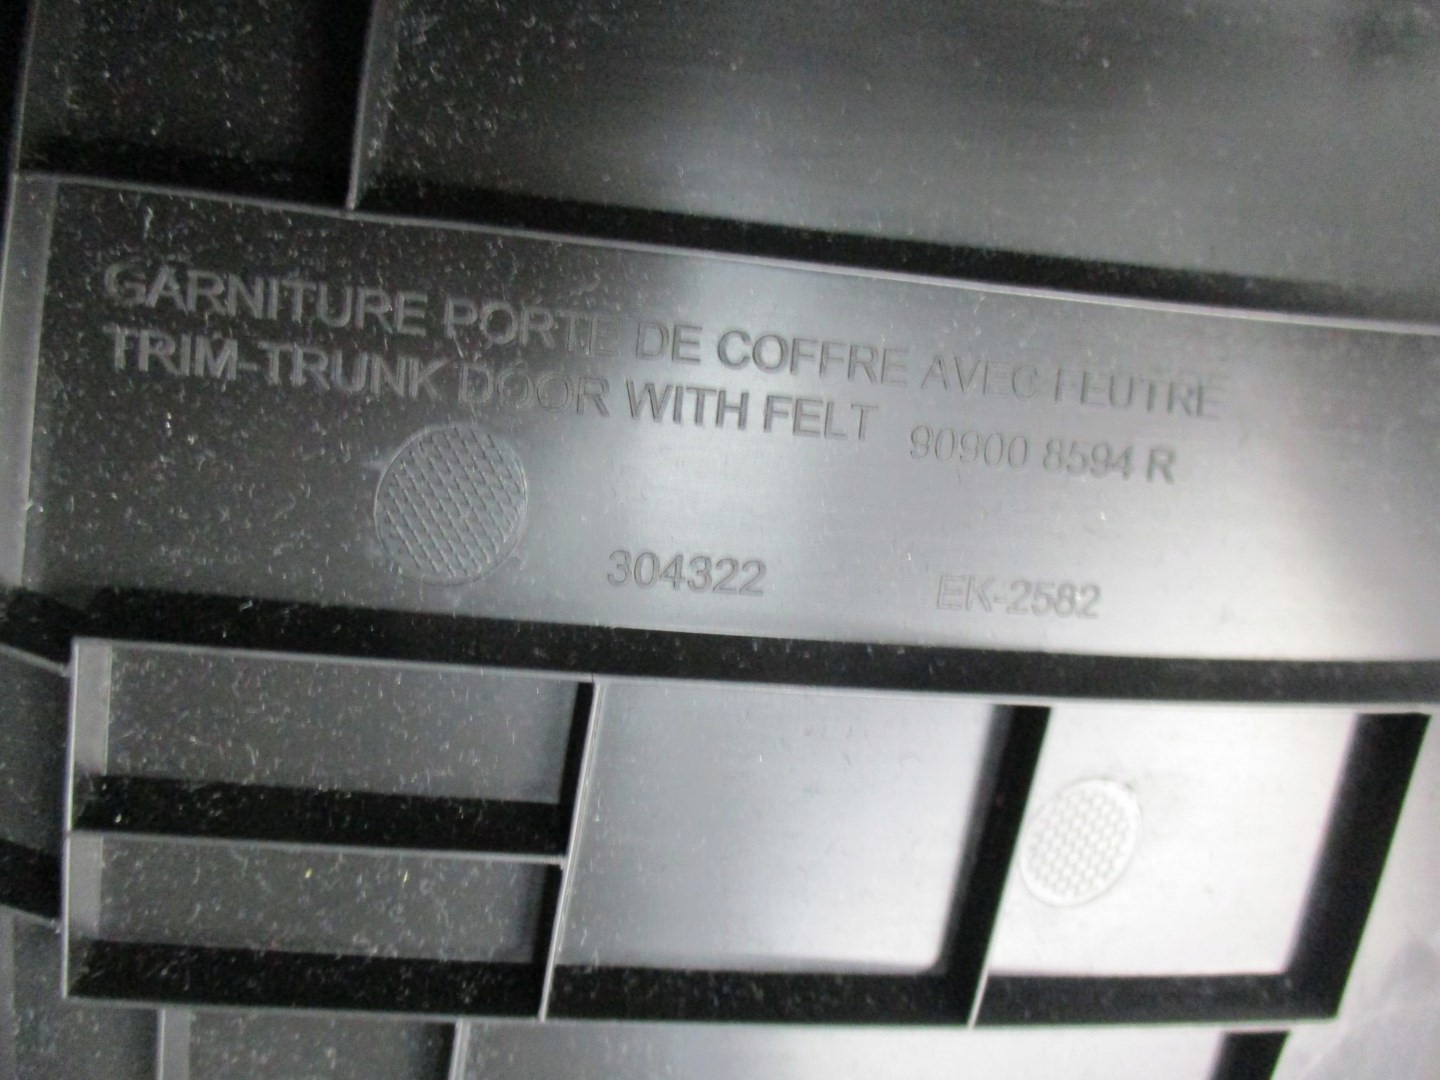 GARNITURE PORTE DE COFFRE AVEC FEUTRE
TRIM-TRUNK DOOR WITH FELT 90900 8594 R
304322 EK-2582